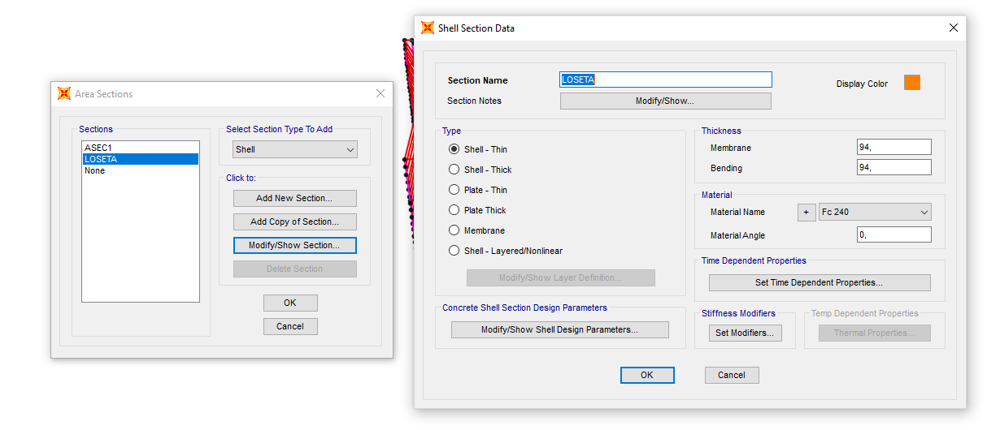 Area Sections
Sections
ASEC1
LOSETA
None
Select Section Type To Add
Shell
Click to:
Add New Section...
Add Copy of Section...
Modify/Show Section...
Delete Section
OK
Cancel
Shell Section Data
Section Name
LOSETA
Display Color
Section Notes
Modify/Show...
Type
Shell - Thin
Shell - Thick
Plate - Thin
Plate Thick
Membrane
Shell - Layered/Nonlinear
Modify/Show Layer Definition...
Concrete Shell Section Design Parameters
Modify/Show Shell Design Parameters...
Thickness
Membrane
94,
Bending
94,
Material
Material Name
+
Fc 240
Material Angle
0,
Time Dependent Properties
Set Time Dependent Properties...
Stiffness Modifiers
Set Modifiers...
Temp Dependent Properties
Thermal Properties...
OK
Cancel